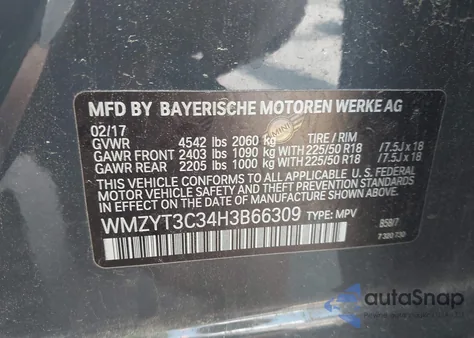 MFD BY BAYERISCHE MOTOREN WERKE AG
02/17
MINI
GVWR 4542 lbs 2060 kg TIRE / RIM
GAWR FRONT 2403 lbs 1090 kg WITH 225/50 R18 /7.5J x 18
GAWR REAR 2205 lbs 1000 kg WITH 225/50 R18 /7.5J x 18
THIS VEHICLE CONFORMS TO ALL APPLICABLE U.S. FEDERAL
MOTOR VEHICLE SAFETY, BUMPER, AND THEFT PREVENTION
STANDARDS IN EFFECT ON THE DATE OF MANUFACTURE
SHOWN ABOVE.
WMZYT3C34H3B66309 TYPE: MPV
autaSnap